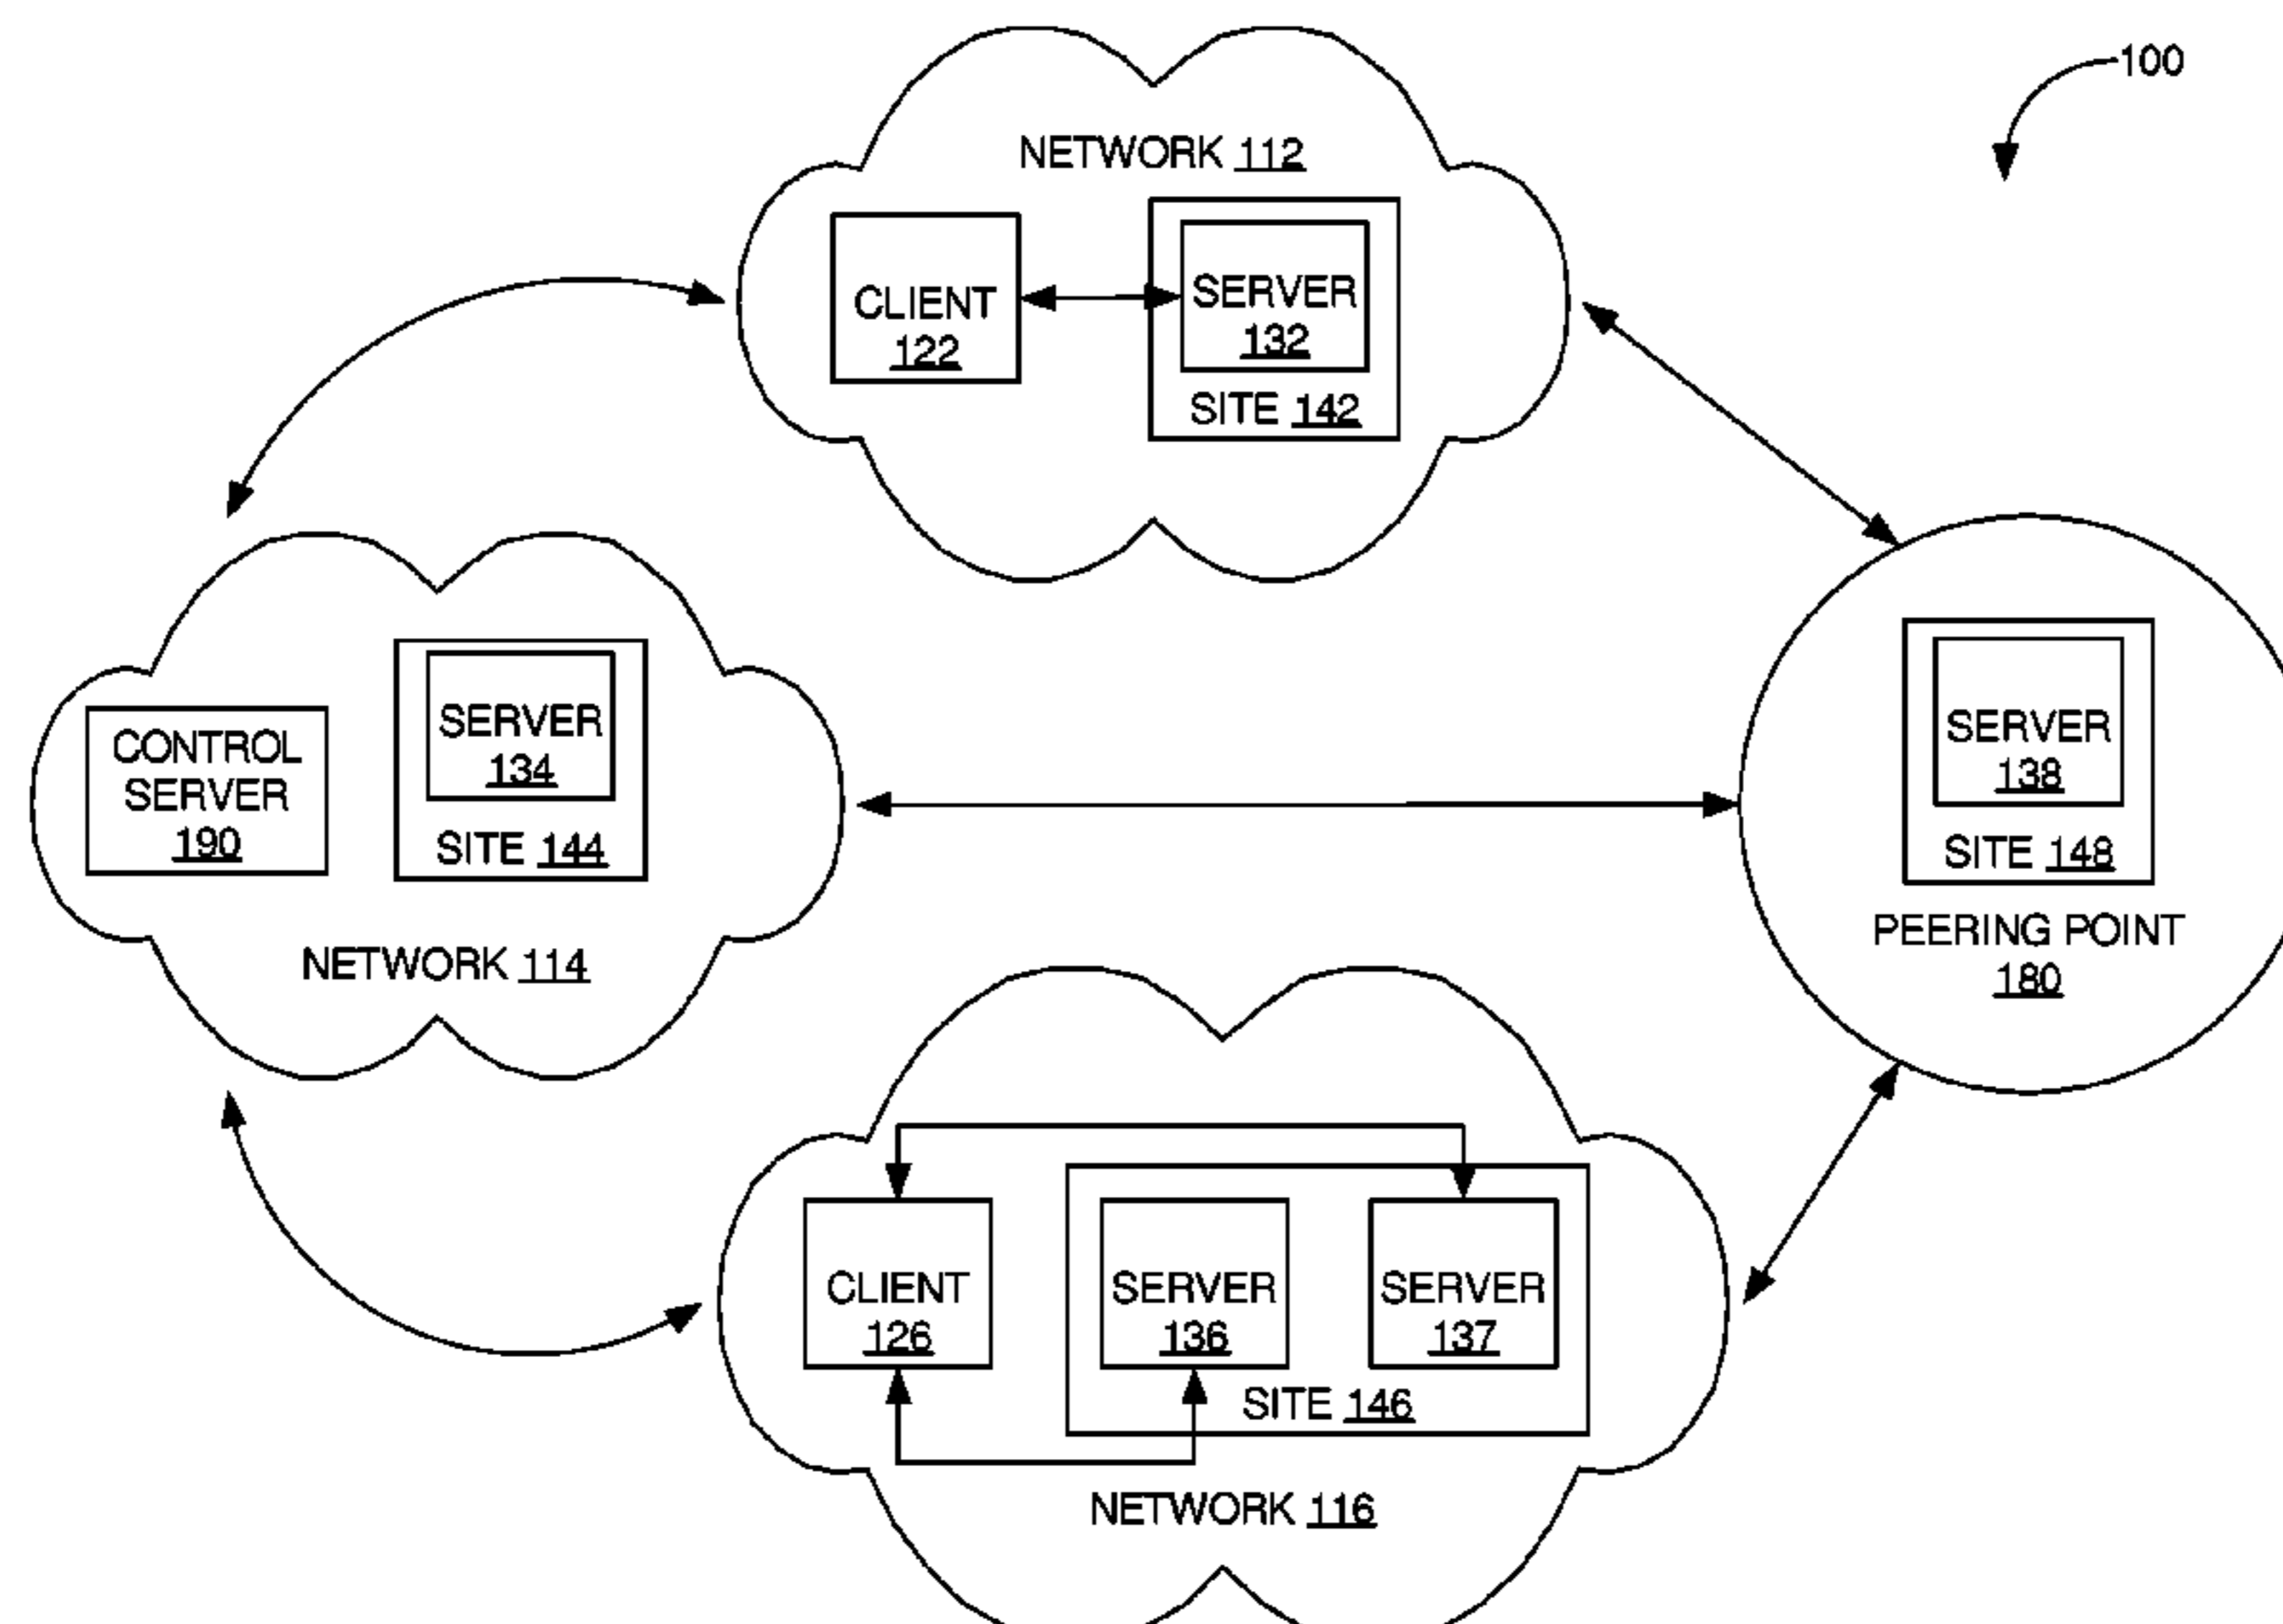 100
NETWORK 112
CLIENT
122
SERVER
132
SITE 142
CONTROL
SERVER
190
SERVER
134
SITE 144
NETWORK 114
SERVER
138
SITE 148
PEERING POINT
180
CLIENT
126
SERVER
136
SERVER
137
SITE 146
NETWORK 116